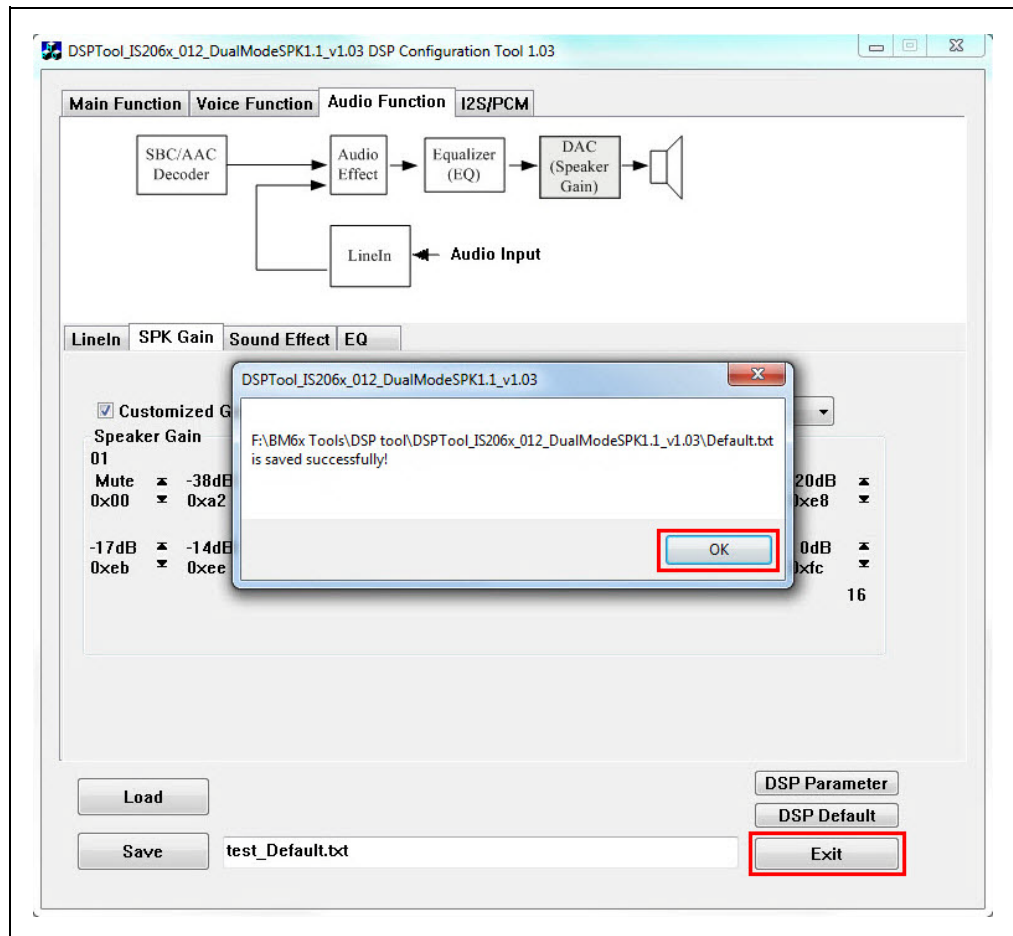 DSPTool_IS206x_012_DualModeSPK1.1_v1.03 DSP Configuration Tool 1.03
Main Function Voice Function Audio Function I2S/PCM
SBC/AAC
Decoder
Audio
Effect
Equalizer
(EQ)
DAC
(Speaker
Gain)
LineIn
Audio Input
LineIn SPK Gain Sound Effect EQ
DSPTool_IS206x_012_DualModeSPK1.1_v1.03
F:\BM6x Tools\DSP tool\DSPTool_IS206x_012_DualModeSPK1.1_v1.03\Default.txt
is saved successfully!
OK
Customized G
Speaker Gain
01
Mute -38dB 20dB
0x00 0xa2 0xe8
-17dB -14dB 0dB
0xeb 0xee 0xfc
16
Load
DSP Parameter
DSP Default
Save test_Default.txt
Exit